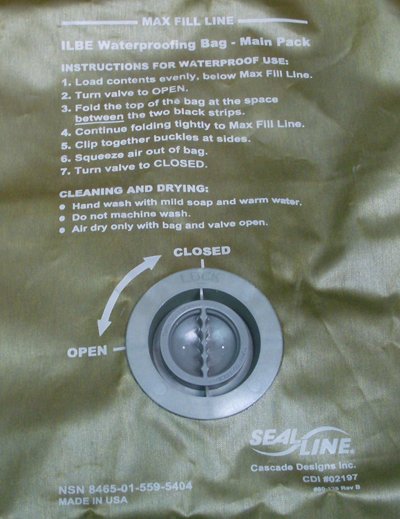 MAX FILL LINE
ILBE Waterproofing Bag - Main Pack
INSTRUCTIONS FOR WATERPROOF USE:
1. Load contents evenly, below Max Fill Line.
2. Turn valve to OPEN.
3. Fold the top of the bag at the space
between the two black strips.
4. Continue folding tightly to Max Fill Line.
5. Clip together buckles at sides.
6. Squeeze air out of bag.
7. Turn valve to CLOSED.
CLEANING AND DRYING:
• Hand wash with mild soap and warm water.
• Do not machine wash.
• Air dry only with bag and valve open.
CLOSED
LOCK
OPEN
SEAL LINE®
Cascade Designs Inc.
CDI #02197
Rev B
NSN 8465-01-559-5404
MADE IN USA